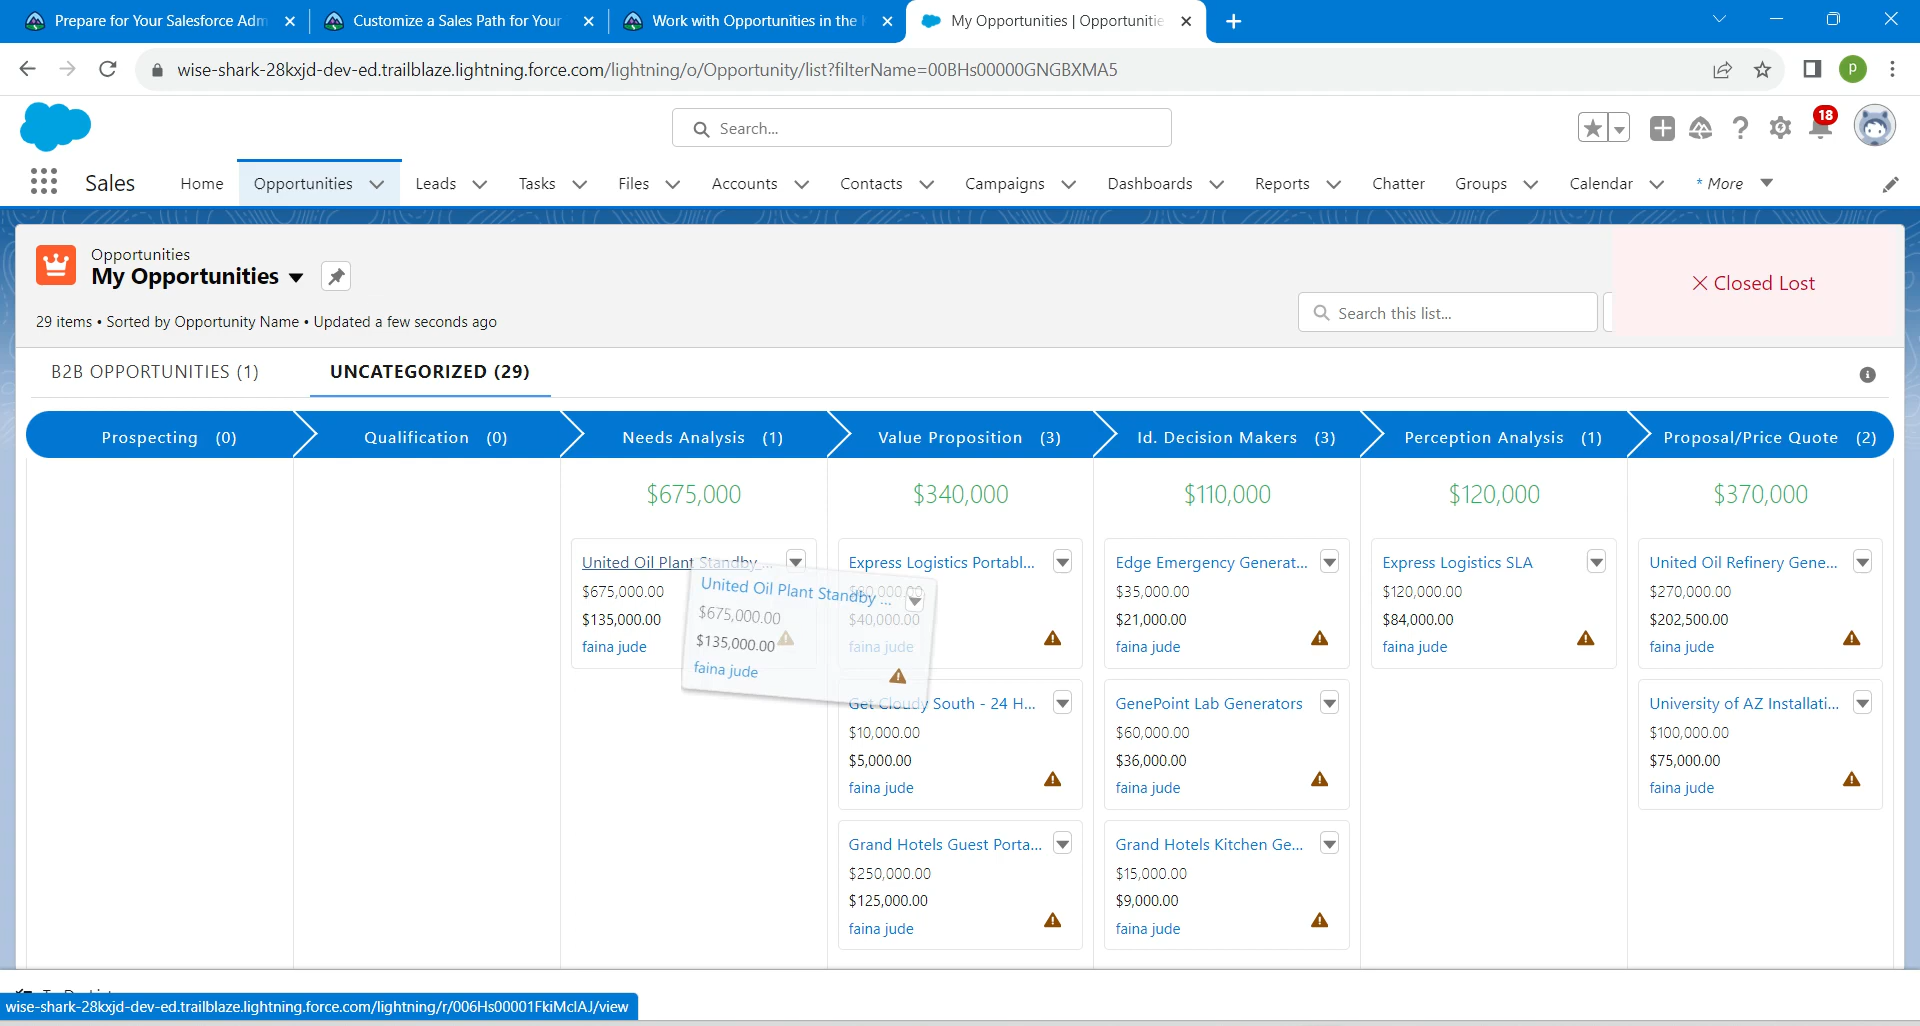 Prepare for Your Salesforce Adm
Customize a Sales Path for Your
Work with Opportunities in the
My Opportunities | Opportunitie
wise-shark-28kxjd-dev-ed.trailblaze.lightning.force.com/lightning/o/Opportunity/list?filterName=00BHs00000GNGBXMA5
p
Search...
18
Sales
Home
Opportunities
Leads
Tasks
Files
Accounts
Contacts
Campaigns
Dashboards
Reports
Chatter
Groups
Calendar
* More
Opportunities
My Opportunities
29 items • Sorted by Opportunity Name • Updated a few seconds ago
Search this list...
Closed Lost
B2B OPPORTUNITIES (1)
UNCATEGORIZED (29)
Prospecting (0)
Qualification (0)
Needs Analysis (1)
Value Proposition (3)
Id. Decision Makers (3)
Perception Analysis (1)
Proposal/Price Quote (2)
$675,000
$340,000
$110,000
$120,000
$370,000
United Oil Plant Standby ...
$675,000.00
$135,000.00
faina jude
United Oil Plant Standby ...
$675,000.00
$135,000.00
faina jude
Express Logistics Portabl...
$80,000.00
$40,000.00
faina jude
Get Cloudy South - 24 H...
$10,000.00
$5,000.00
faina jude
Grand Hotels Guest Porta...
$250,000.00
$125,000.00
faina jude
Edge Emergency Generat...
$35,000.00
$21,000.00
faina jude
GenePoint Lab Generators
$60,000.00
$36,000.00
faina jude
Grand Hotels Kitchen Ge...
$15,000.00
$9,000.00
faina jude
Express Logistics SLA
$120,000.00
$84,000.00
faina jude
United Oil Refinery Gene...
$270,000.00
$202,500.00
faina jude
University of AZ Installati...
$100,000.00
$75,000.00
faina jude
wise-shark-28kxjd-dev-ed.trailblaze.lightning.force.com/lightning/r/006Hs00001FkiMcIAJ/view